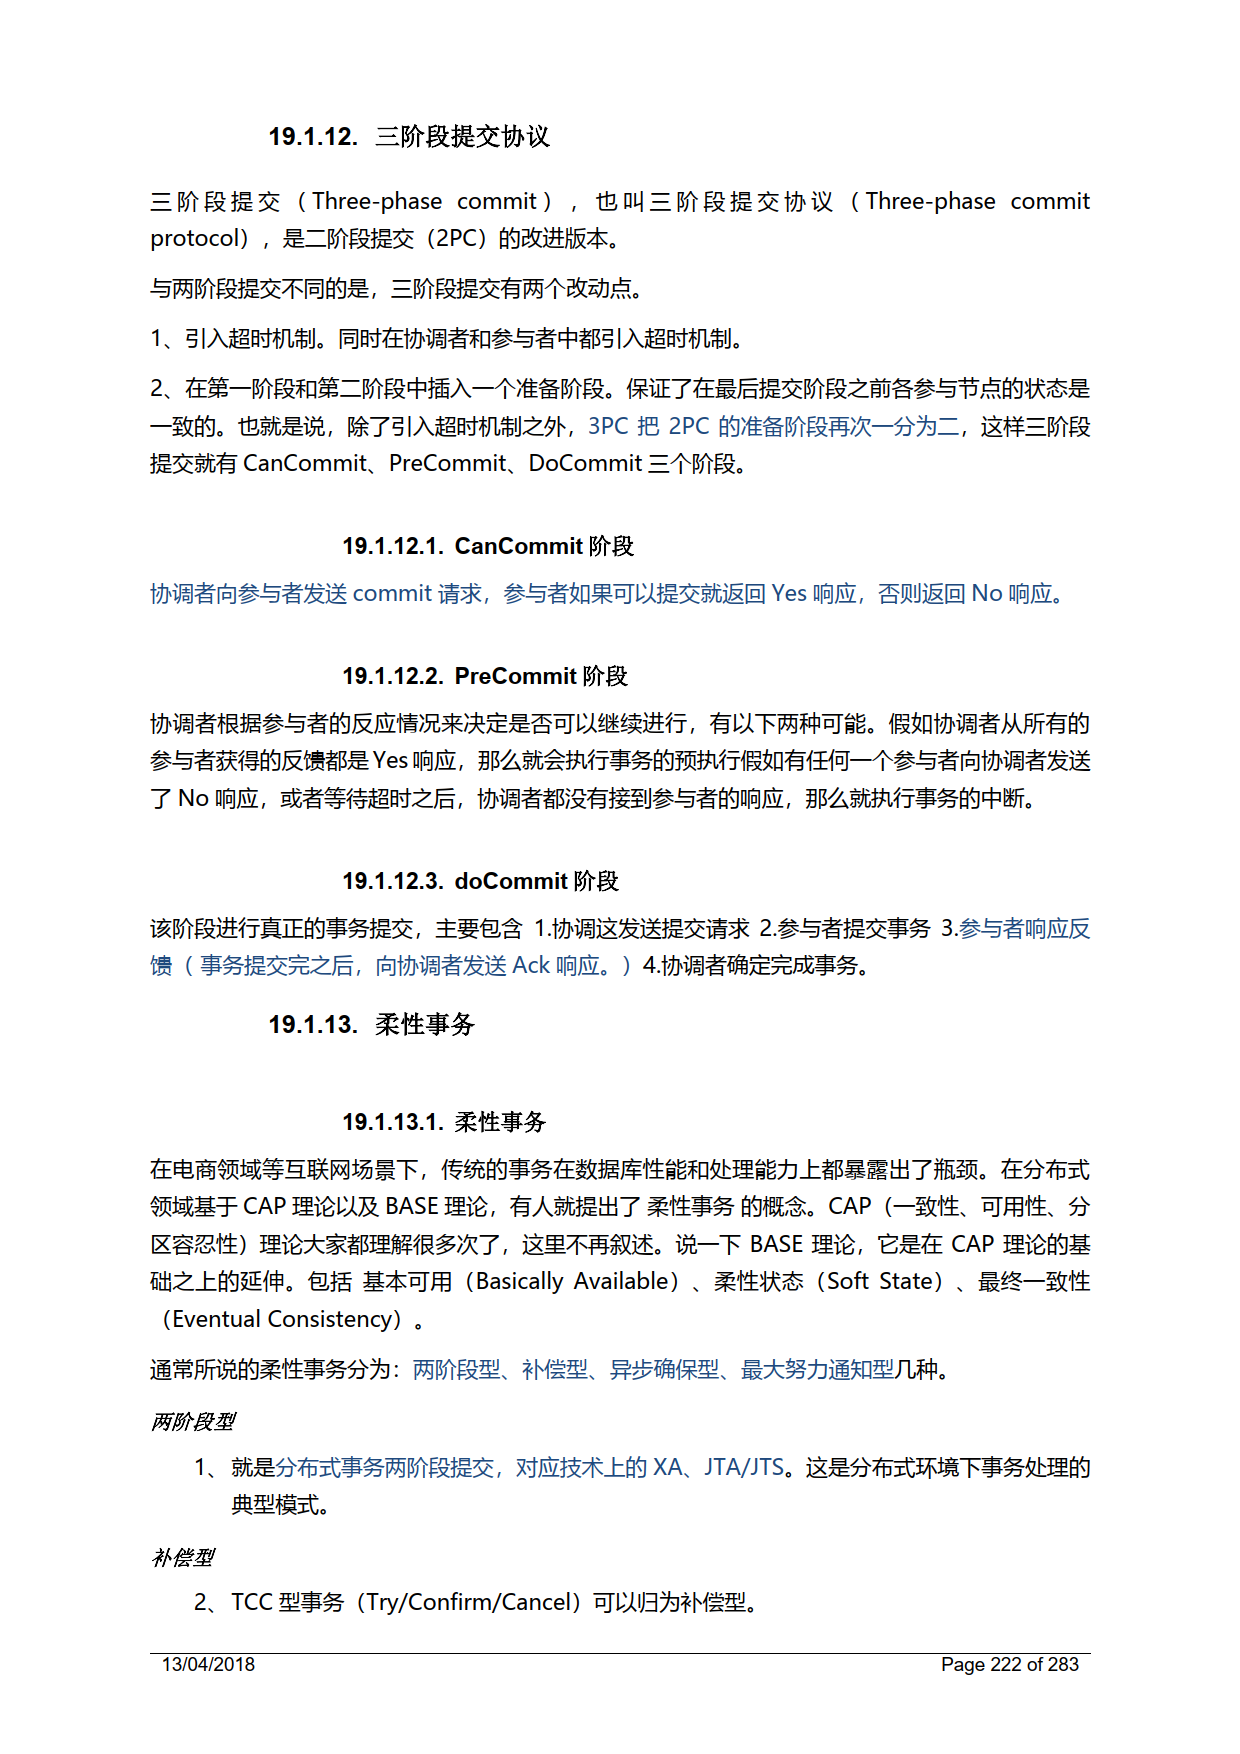 19.1.12. 三阶段提交协议
三阶段提交（Three-phase commit），也叫三阶段提交协议（Three-phase commit
protocol），是二阶段提交（2PC）的改进版本。
与两阶段提交不同的是，三阶段提交有两个改动点。
1、引入超时机制。同时在协调者和参与者中都引入超时机制。
2、在第一阶段和第二阶段中插入一个准备阶段。保证了在最后提交阶段之前各参与节点的状态是
一致的。也就是说，除了引入超时机制之外，3PC 把 2PC 的准备阶段再次一分为二，这样三阶段
提交就有 CanCommit、PreCommit、DoCommit 三个阶段。
19.1.12.1. CanCommit 阶段
协调者向参与者发送 commit 请求，参与者如果可以提交就返回 Yes 响应，否则返回 No 响应。
19.1.12.2. PreCommit 阶段
协调者根据参与者的反应情况来决定是否可以继续进行，有以下两种可能。假如协调者从所有的
参与者获得的反馈都是 Yes 响应，那么就会执行事务的预执行假如有任何一个参与者向协调者发送
了 No 响应，或者等待超时之后，协调者都没有接到参与者的响应，那么就执行事务的中断。
19.1.12.3. doCommit 阶段
该阶段进行真正的事务提交，主要包含 1.协调这发送提交请求 2.参与者提交事务 3.参与者响应反
馈（ 事务提交完之后，向协调者发送 Ack 响应。）4.协调者确定完成事务。
19.1.13. 柔性事务
19.1.13.1. 柔性事务
在电商领域等互联网场景下，传统的事务在数据库性能和处理能力上都暴露出了瓶颈。在分布式
领域基于 CAP 理论以及 BASE 理论，有人就提出了 柔性事务 的概念。CAP（一致性、可用性、分
区容忍性）理论大家都理解很多次了，这里不再叙述。说一下 BASE 理论，它是在 CAP 理论的基
础之上的延伸。包括 基本可用（Basically Available）、柔性状态（Soft State）、最终一致性
（Eventual Consistency）。
通常所说的柔性事务分为：两阶段型、补偿型、异步确保型、最大努力通知型几种。
两阶段型
1、 就是分布式事务两阶段提交，对应技术上的 XA、JTA/JTS。这是分布式环境下事务处理的
典型模式。
补偿型
2、 TCC 型事务（Try/Confirm/Cancel）可以归为补偿型。
13/04/2018 Page 222 of 283